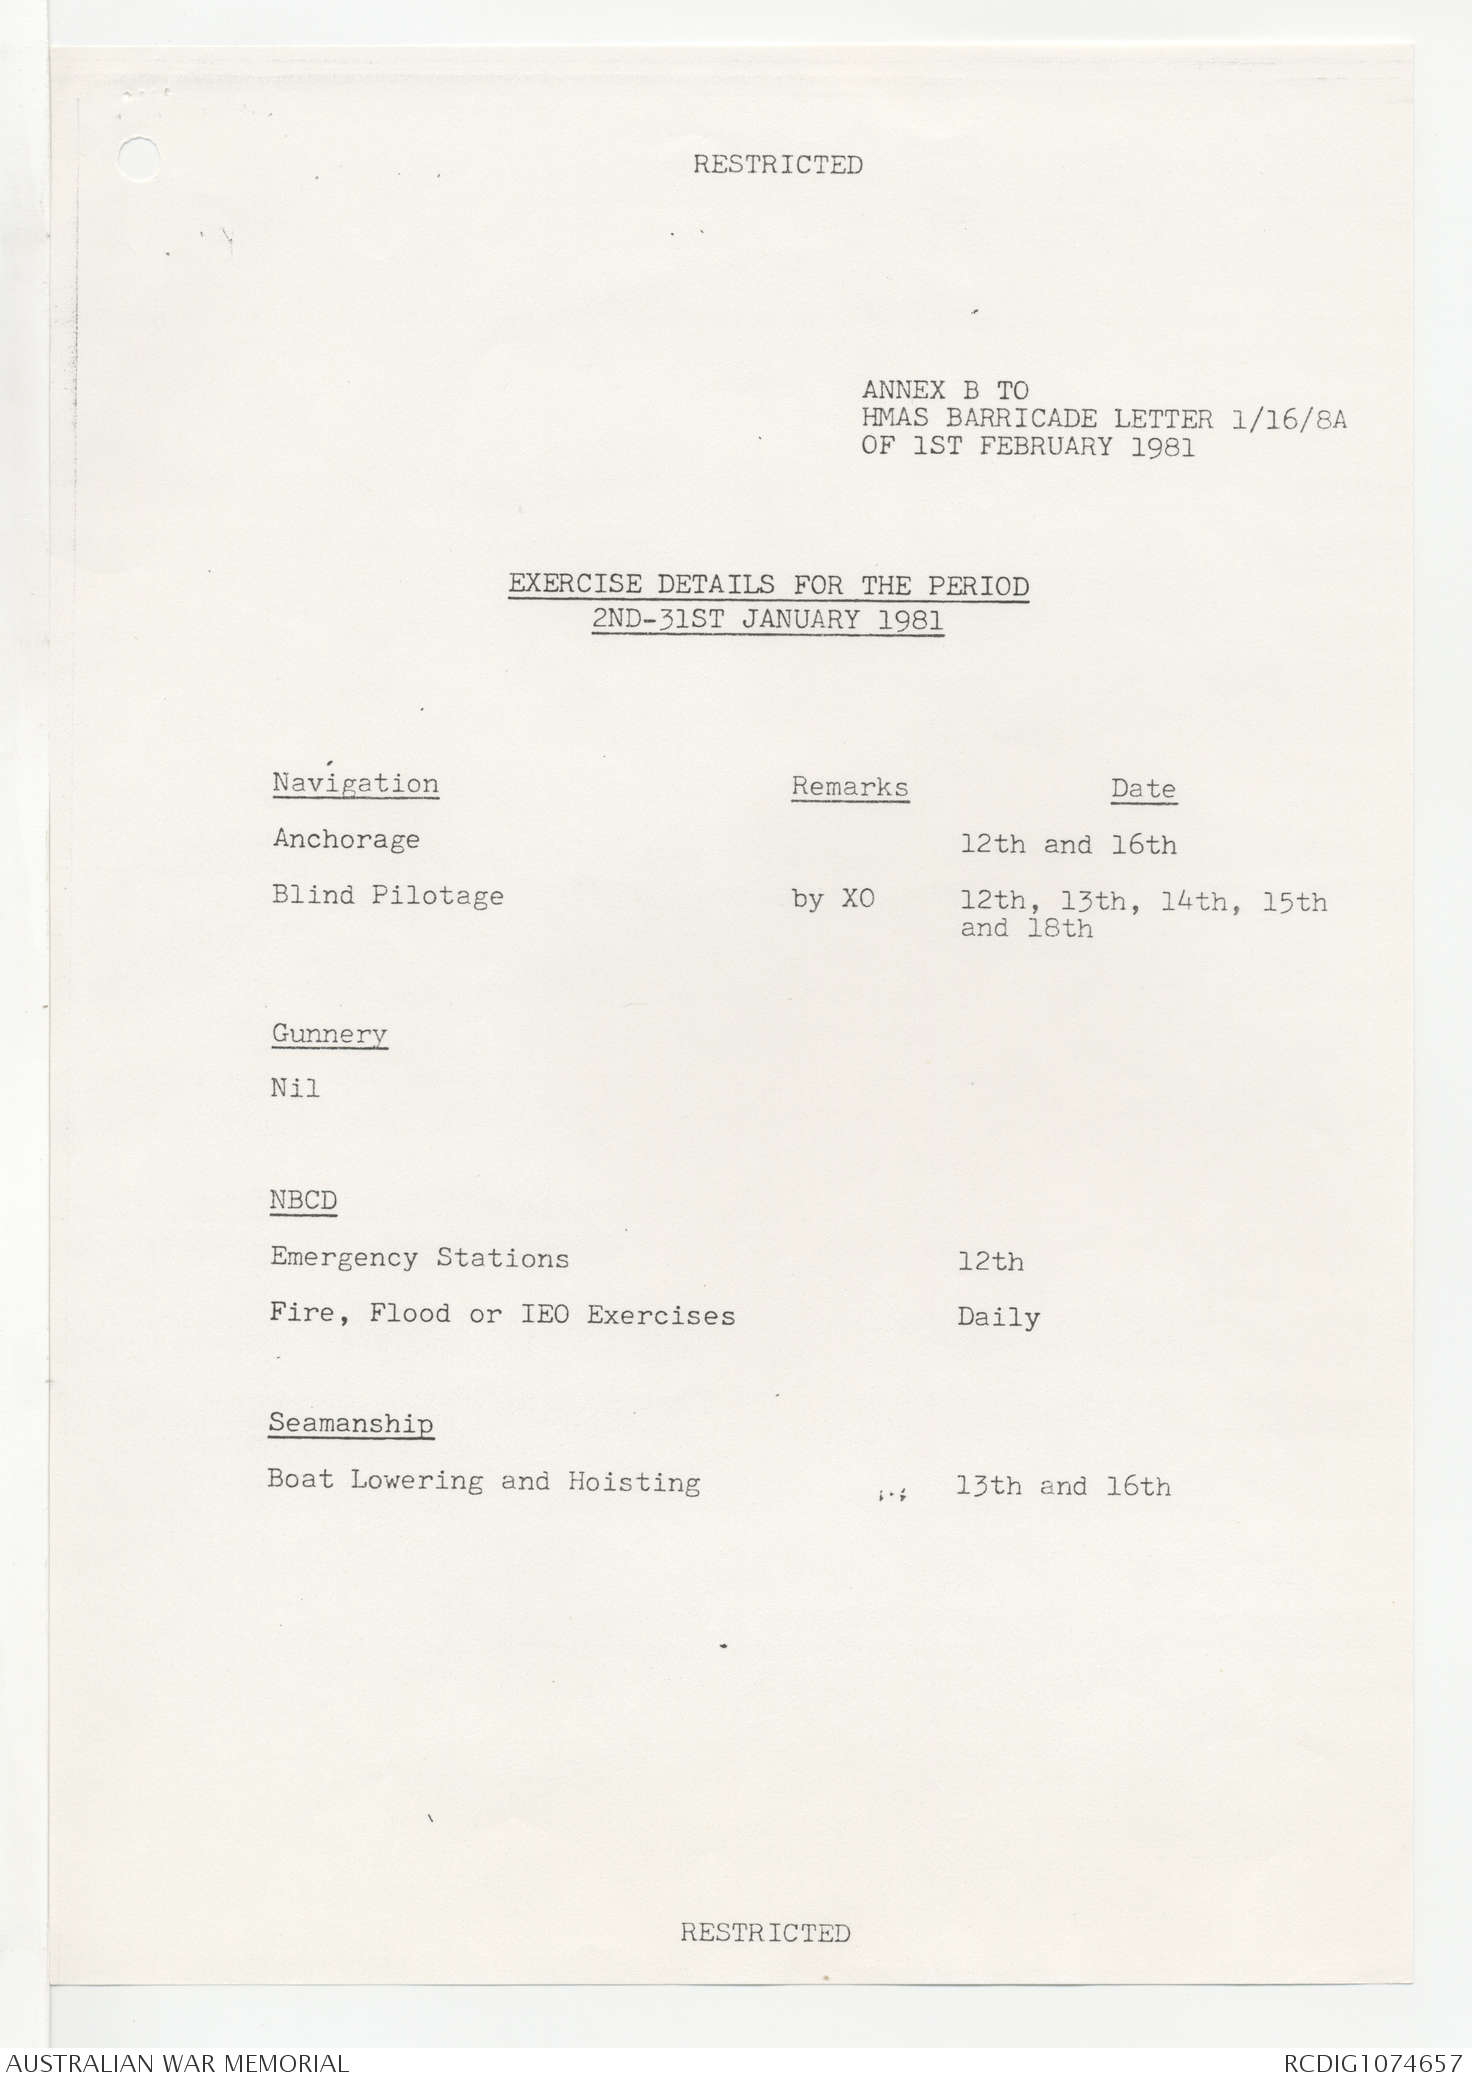 RESTRICTED
ANNEX B TO
HMAS BARRICADE LETTER 1/16/8A
OF 1ST FEBRUARY 1981
EXERCISE DETAILS FOR THE PERIOD
2ND-31ST JANUARY 1981
Navigation Remarks Date
Anchorage 12th and 16th
Blind Pilotage by XO 12th, 13th, 14th, 15th
and 18th
Gunnery
Nil
NBCD
Emergency Stations 12th
Fire, Flood or IEO Exercises Daily
Seamanship
Boat Lowering and Hoisting 13th and 16th
RESTRICTED
AUSTRALIAN WAR MEMORIAL RCDIG1074657